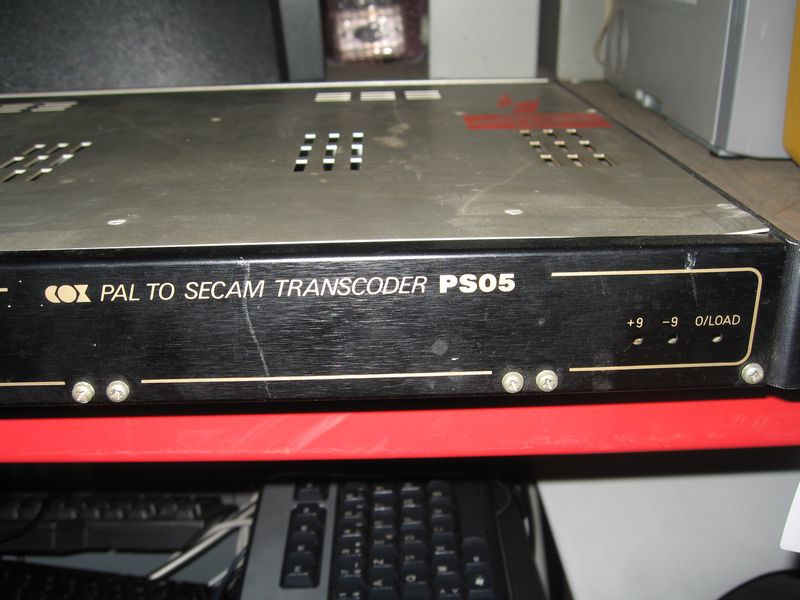 COX PAL TO SECAM TRANSCODER PS05
+9 -9 O/LOAD